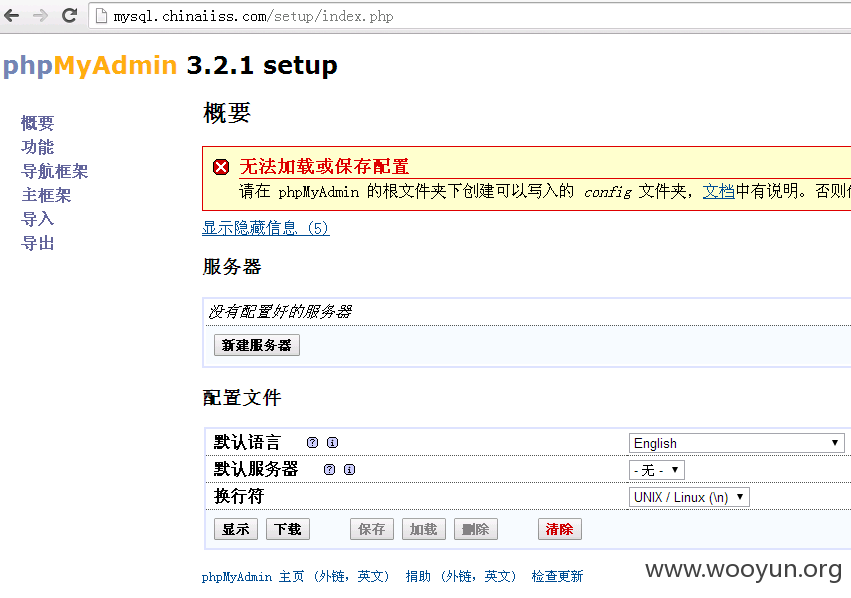 mysql.chinaiiss.com/setup/index.php
phpMyAdmin 3.2.1 setup
概要
功能
导航框架
主框架
导入
导出
概要
无法加载或保存配置
请在 phpMyAdmin 的根文件夹下创建可以写入的 config 文件夹，文档中有说明。否则
显示隐藏信息 (5)
服务器
没有配置好的服务器
新建服务器
配置文件
默认语言 English
默认服务器 - 无 -
换行符 UNIX / Linux (\n)
显示 下载 保存 加载 删除 清除
phpMyAdmin 主页 (外链，英文) 捐助 (外链，英文) 检查更新
www.wooyun.org